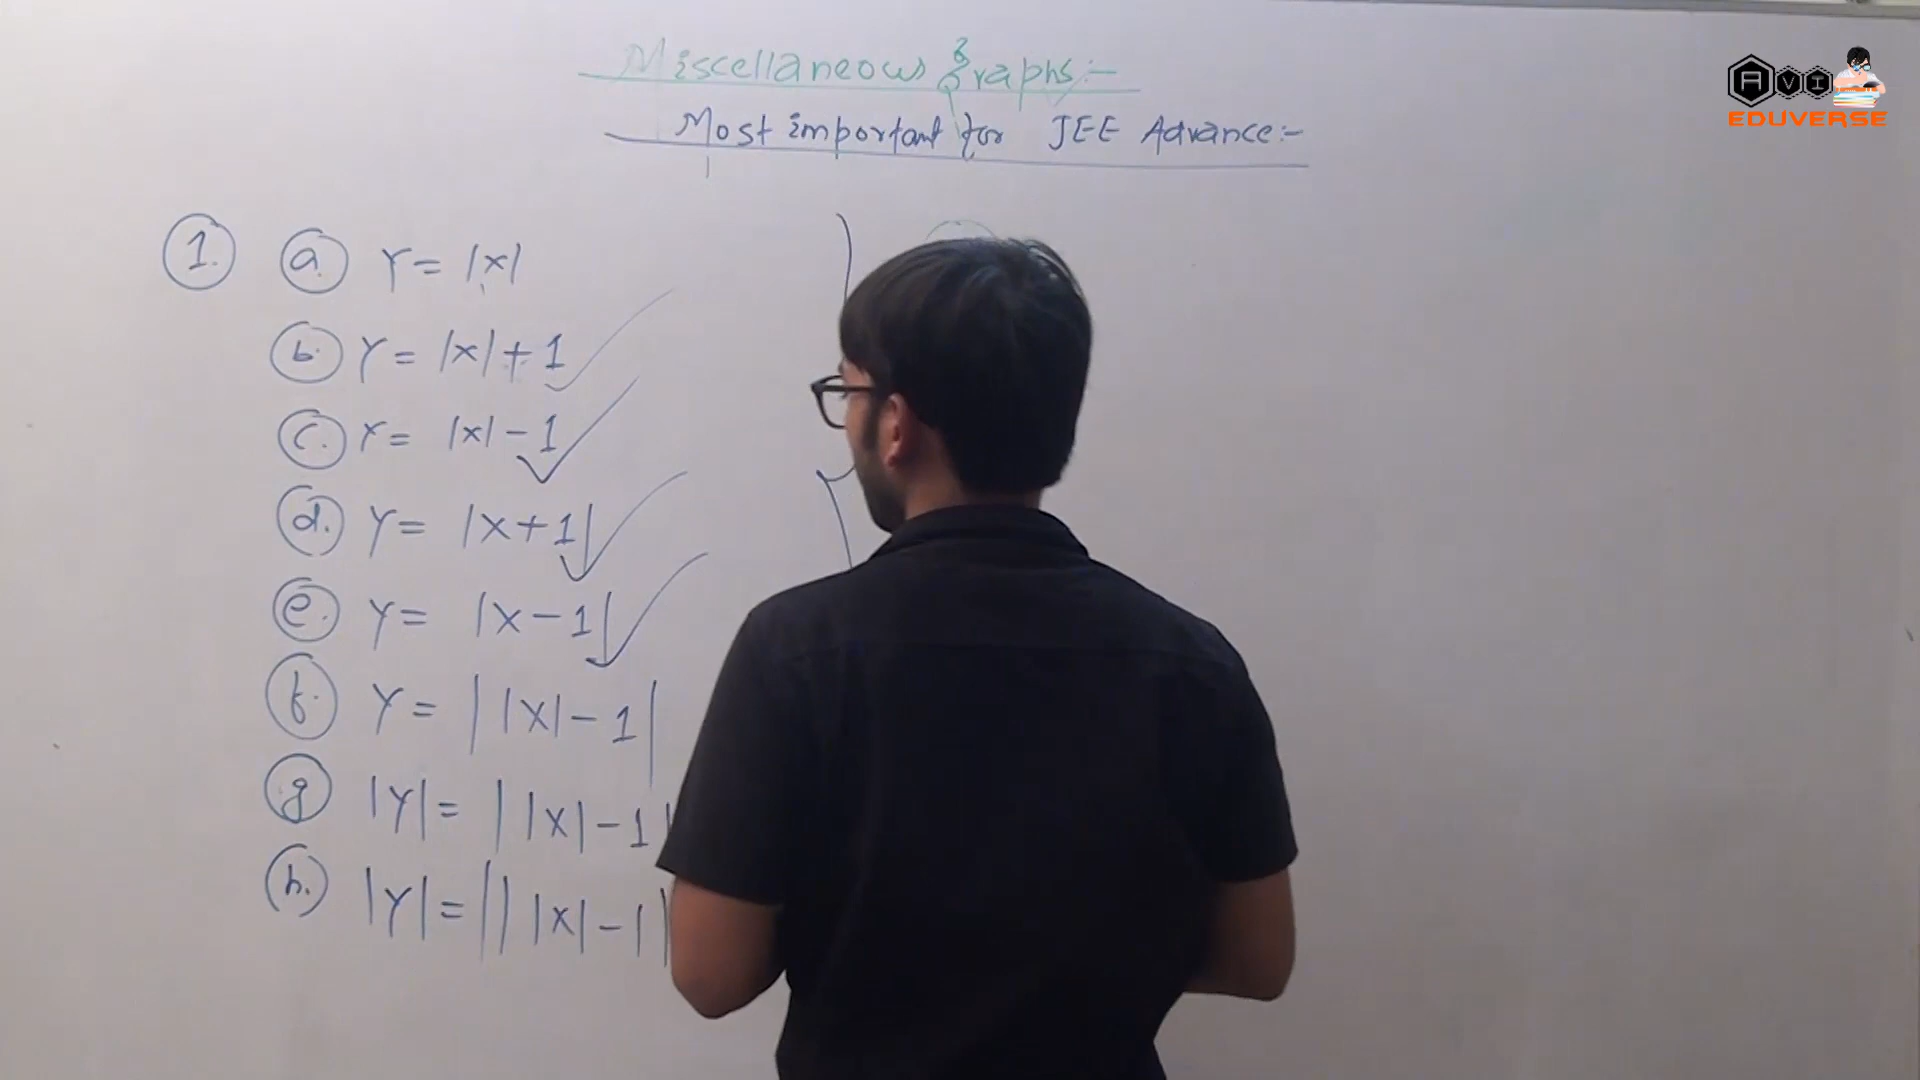 Miscellaneous Graphs:-
AVI
EDUVERSE
Most important for JEE Advance:-
1. a. Y = |x|
b. Y = |x| + 1
c. Y = |x| - 1
d. Y = |x+1|
e. Y = |x-1|
f. Y = ||x|-1|
g. |Y| = ||x|-1|
h. |Y| = |||x|-1|